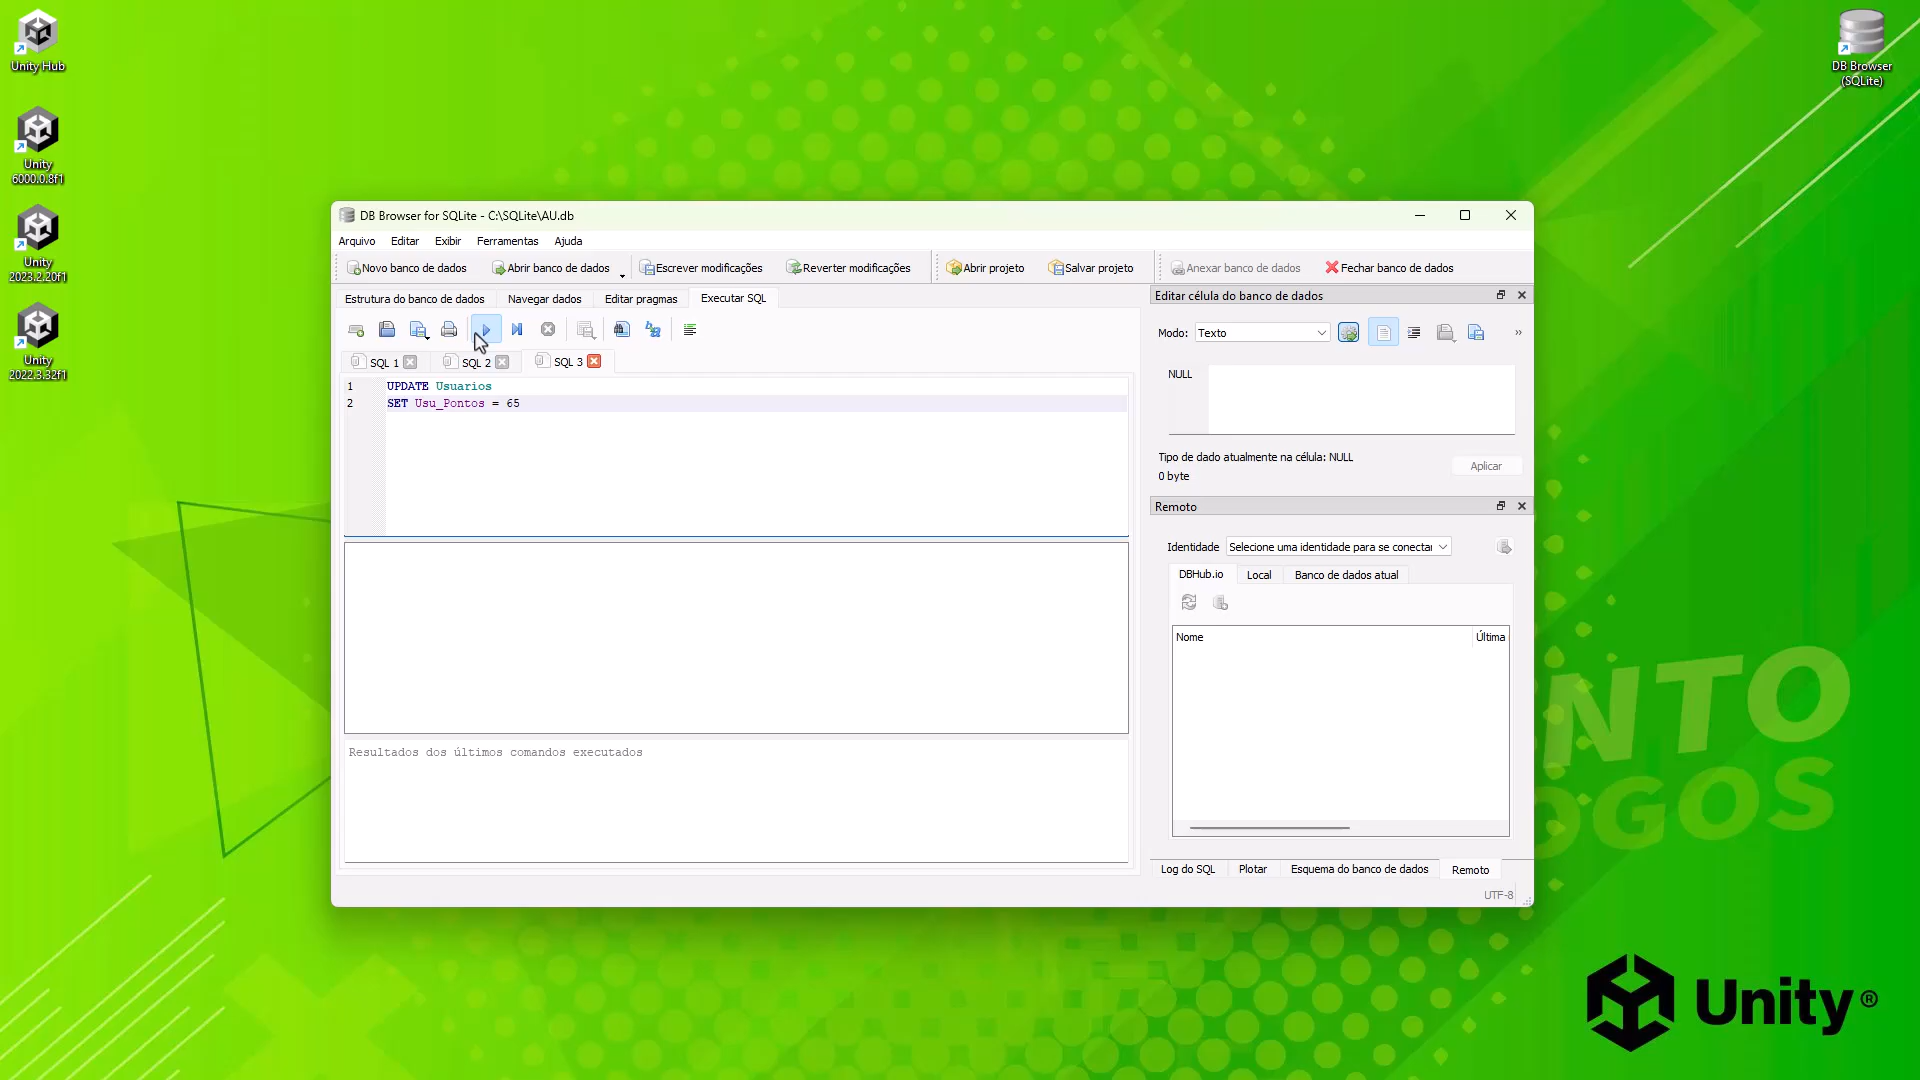 Unity Hub
Unity
6000.0.8f1
Unity
2023.2.20f1
Unity
2022.3.32f1
DB Browser
(SQLite)
DB Browser for SQLite - C:\SQLite\AU.db
Arquivo Editar Exibir Ferramentas Ajuda
Novo banco de dados Abrir banco de dados Escrever modificações Reverter modificações Abrir projeto Salvar projeto Anexar banco de dados Fechar banco de dados
Estrutura do banco de dados Navegar dados Editar pragmas Executar SQL
SQL 1 SQL 2 SQL 3
1 UPDATE Usuarios
2 SET Usu_Pontos = 65
Resultados dos últimos comandos executados
Editar célula do banco de dados
Modo: Texto
NULL
Tipo de dado atualmente na célula: NULL
0 byte
Aplicar
Remoto
Identidade Selecione uma identidade para se conectar
DBHub.io Local Banco de dados atual
Nome Última
Log do SQL Plotar Esquema do banco de dados Remoto
UTF-8
NTO
OGOS
Unity®